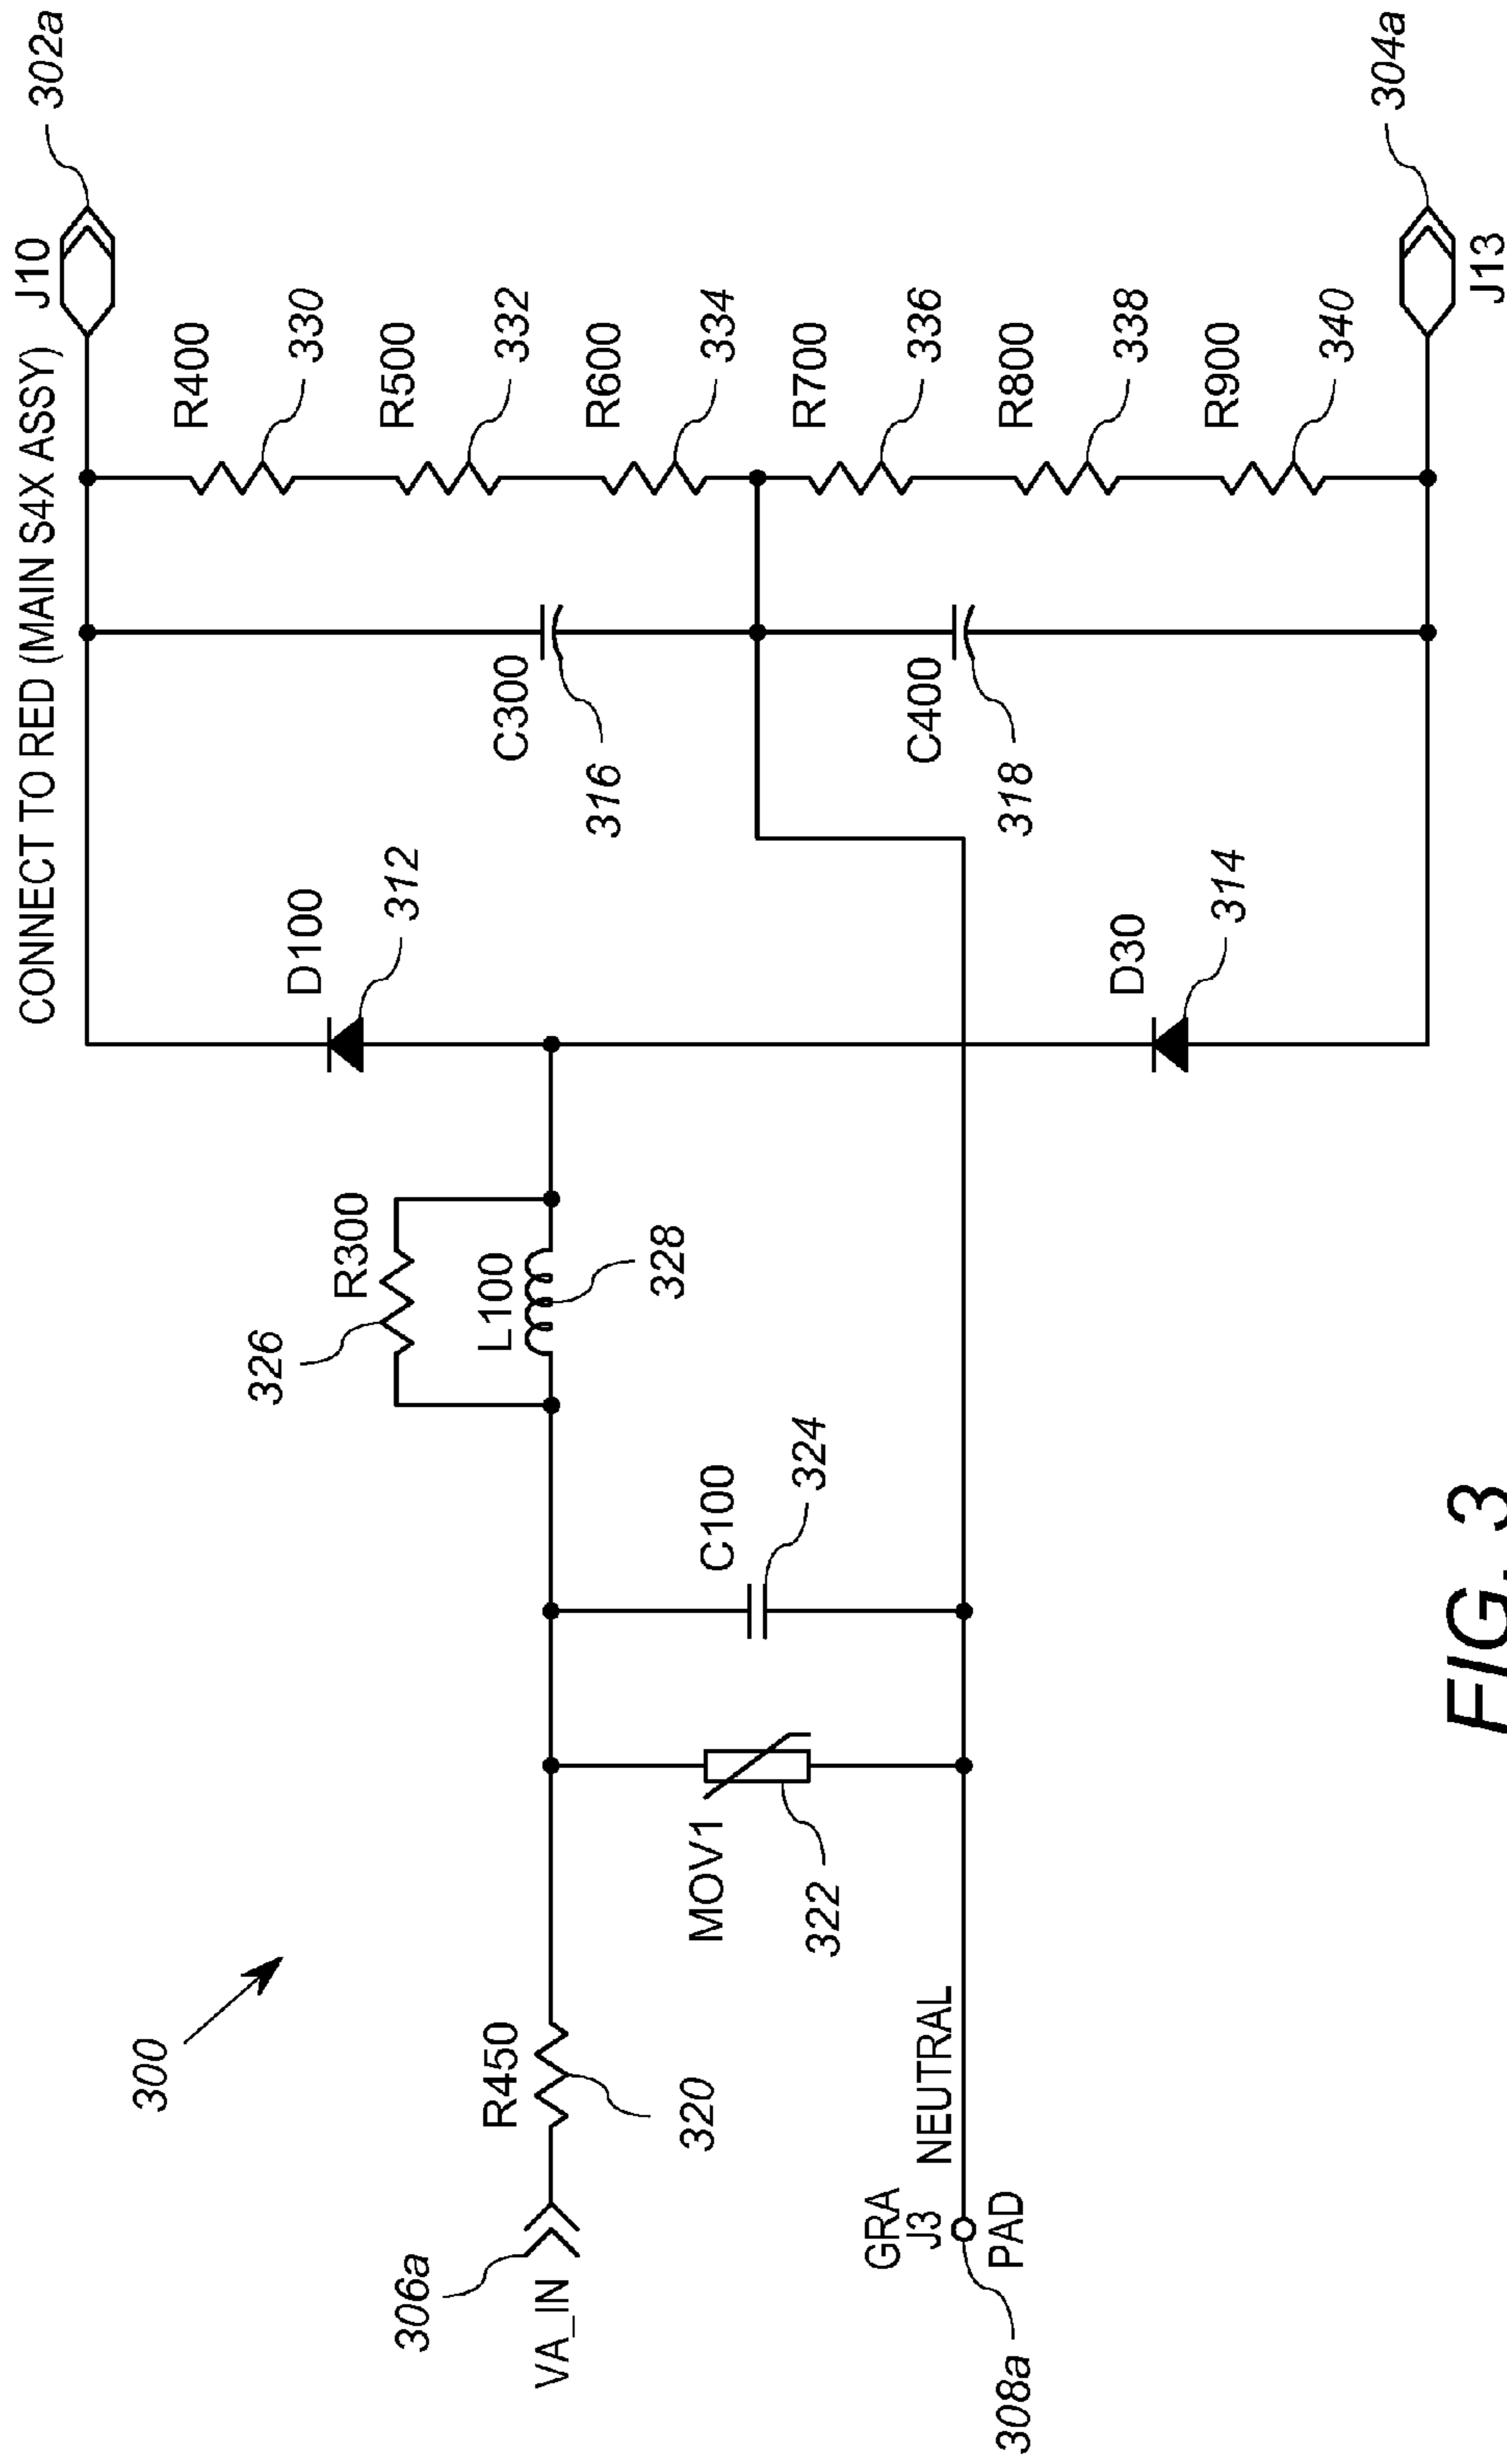 CONNECT TO RED (MAIN S4X ASSY)
J10
302a
300
R400
330
D100
312
R500
332
326
R300
C300
316
R600
334
306a
VA_IN
R450
320
L100
328
MOV1
322
C100
324
R700
336
C400
318
GRA
J3
NEUTRAL
PAD
308a
R800
338
D30
314
R900
340
304a
J13
FIG. 3